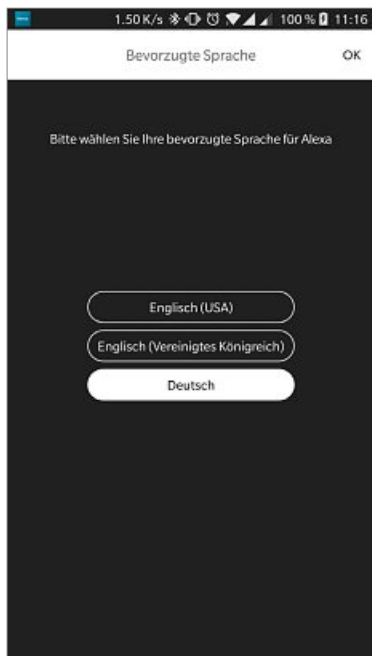 1.50 K/s 100 % 11:16
Bevorzugte Sprache OK
Bitte wählen Sie Ihre bevorzugte Sprache für Alexa
Englisch (USA)
Englisch (Vereinigtes Königreich)
Deutsch